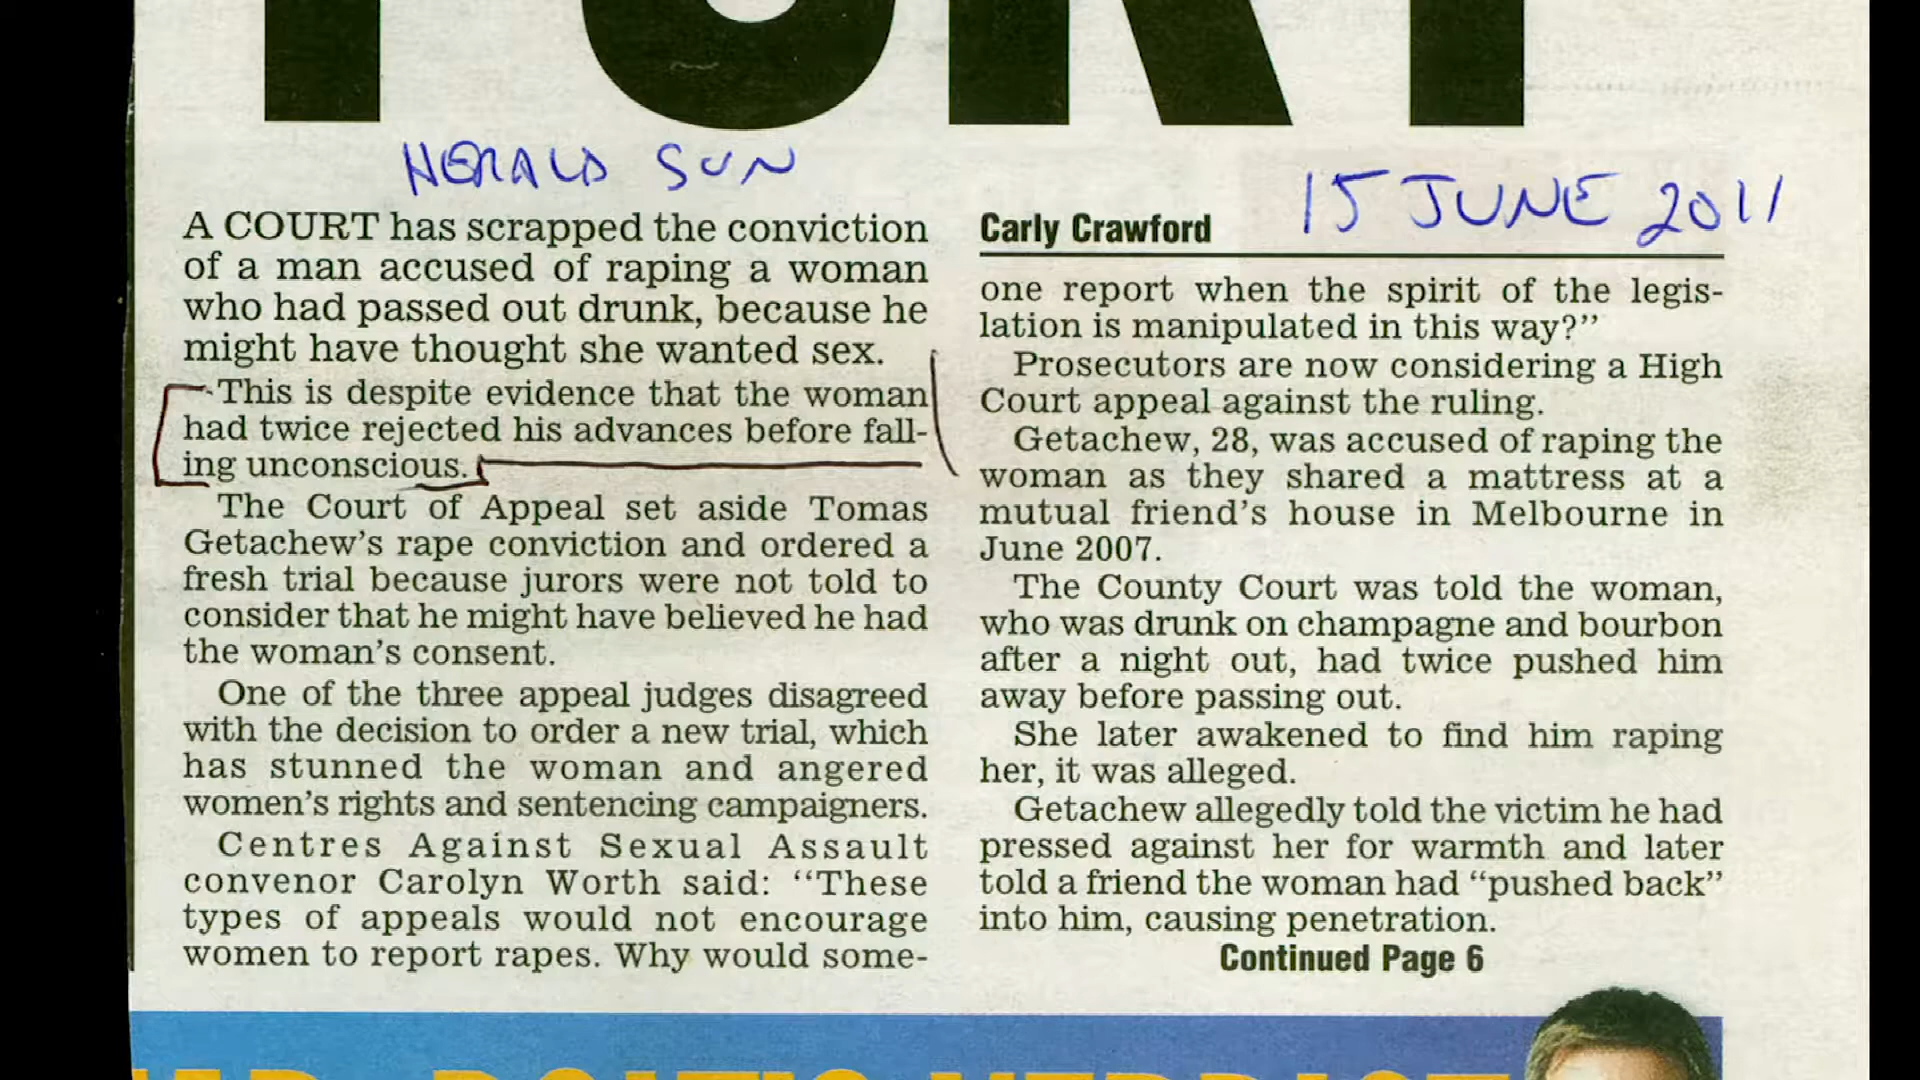 HERALD SUN
15 JUNE 2011
A COURT has scrapped the conviction
of a man accused of raping a woman
who had passed out drunk, because he
might have thought she wanted sex.
This is despite evidence that the woman
had twice rejected his advances before fall-
ing unconscious.
The Court of Appeal set aside Tomas
Getachew's rape conviction and ordered a
fresh trial because jurors were not told to
consider that he might have believed he had
the woman's consent.
One of the three appeal judges disagreed
with the decision to order a new trial, which
has stunned the woman and angered
women's rights and sentencing campaigners.
Centres Against Sexual Assault
convenor Carolyn Worth said: “These
types of appeals would not encourage
women to report rapes. Why would some-
Carly Crawford
one report when the spirit of the legis-
lation is manipulated in this way?”
Prosecutors are now considering a High
Court appeal against the ruling.
Getachew, 28, was accused of raping the
woman as they shared a mattress at a
mutual friend's house in Melbourne in
June 2007.
The County Court was told the woman,
who was drunk on champagne and bourbon
after a night out, had twice pushed him
away before passing out.
She later awakened to find him raping
her, it was alleged.
Getachew allegedly told the victim he had
pressed against her for warmth and later
told a friend the woman had “pushed back”
into him, causing penetration.
Continued Page 6